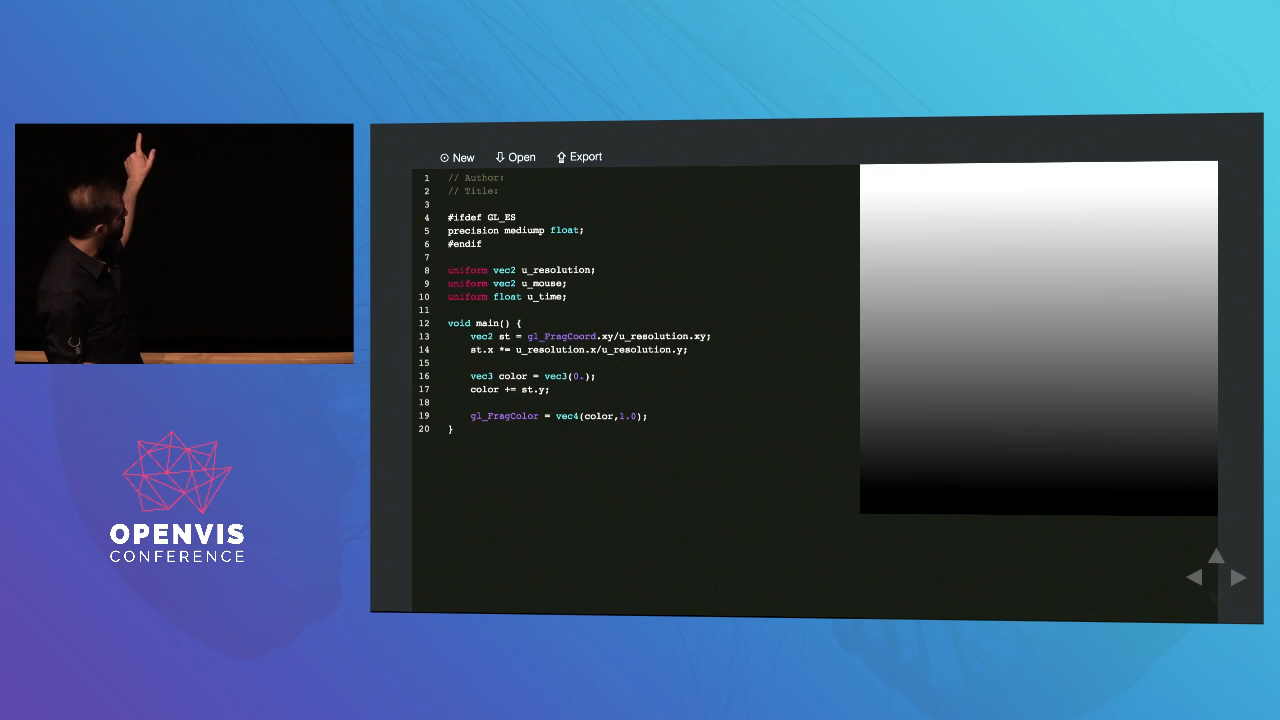 New Open Export
1 // Author:
2 // Title:
3
4 #ifdef GL_ES
5 precision mediump float;
6 #endif
7
8 uniform vec2 u_resolution;
9 uniform vec2 u_mouse;
10 uniform float u_time;
11
12 void main() {
13 vec2 st = gl_FragCoord.xy/u_resolution.xy;
14 st.x *= u_resolution.x/u_resolution.y;
15
16 vec3 color = vec3(0.);
17 color += st.y;
18
19 gl_FragColor = vec4(color,1.0);
20 }
OPENVIS
CONFERENCE